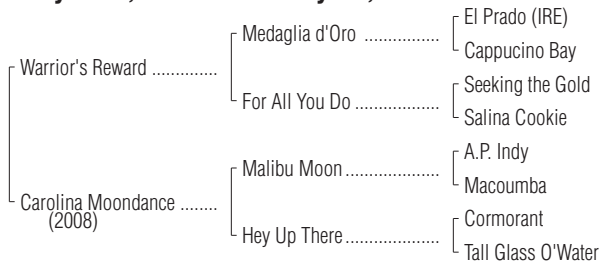 Warrior's Reward ..............
Carolina Moondance ........
(2008)
Medaglia d'Oro ................
For All You Do ..................
Malibu Moon....................
Hey Up There....................
El Prado (IRE)
Cappucino Bay
Seeking the Gold
Salina Cookie
A.P. Indy
Macoumba
Cormorant
Tall Glass O'Water